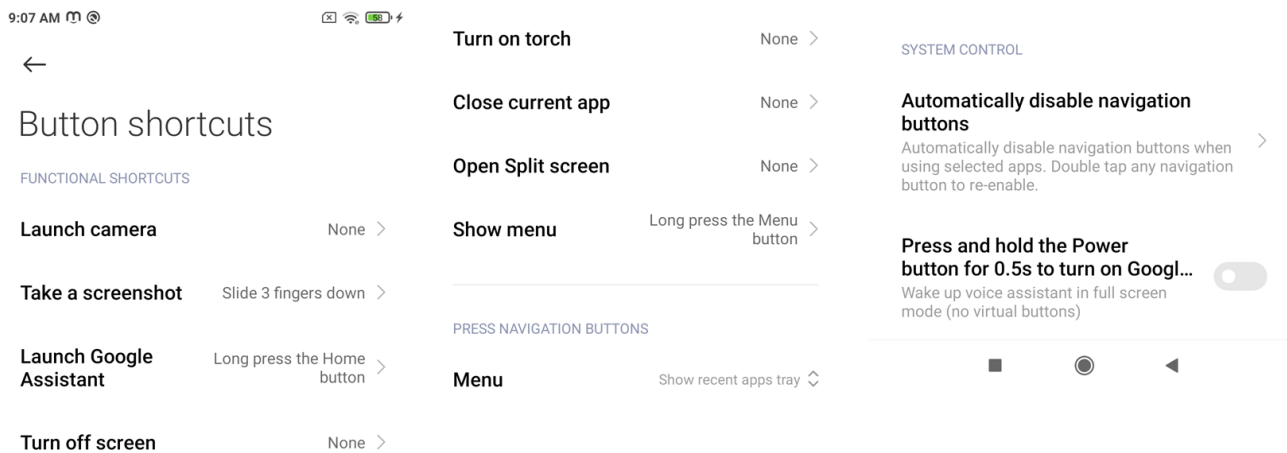 9:07 AM
58
Button shortcuts
FUNCTIONAL SHORTCUTS
Launch camera None
Take a screenshot Slide 3 fingers down
Launch Google Long press the Home
Assistant button
Turn off screen None
Turn on torch None
Close current app None
Open Split screen None
Show menu Long press the Menu
button
PRESS NAVIGATION BUTTONS
Menu Show recent apps tray
SYSTEM CONTROL
Automatically disable navigation
buttons
Automatically disable navigation buttons when
using selected apps. Double tap any navigation
button to re-enable.
Press and hold the Power
button for 0.5s to turn on Googl...
Wake up voice assistant in full screen
mode (no virtual buttons)